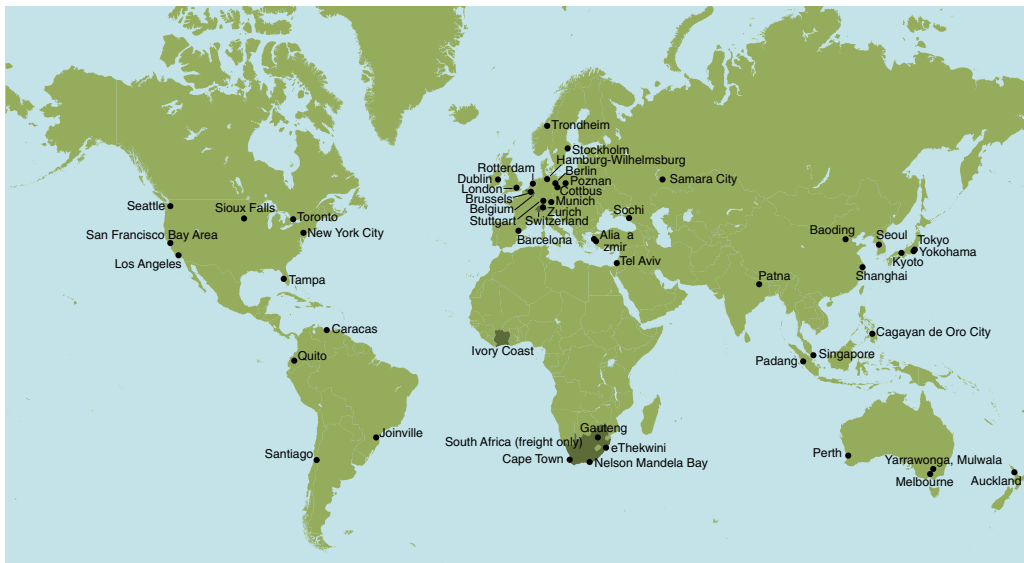 Trondheim
Stockholm
Hamburg-Wilhelmsburg
Rotterdam
Berlin
Dublin
Poznan
Samara City
London
Cottbus
Brussels
Munich
Belgium
Zurich
Sochi
Stuttgart
Switzerland
Barcelona
Alia a
zmir
Tel Aviv
Seattle
Sioux Falls
Toronto
San Francisco Bay Area
New York City
Los Angeles
Tampa
Caracas
Quito
Joinville
Santiago
Ivory Coast
Gauteng
South Africa (freight only)
eThekwini
Cape Town
Nelson Mandela Bay
Baoding
Seoul
Tokyo
Yokohama
Kyoto
Shanghai
Patna
Cagayan de Oro City
Padang
Singapore
Perth
Yarrawonga, Mulwala
Melbourne
Auckland